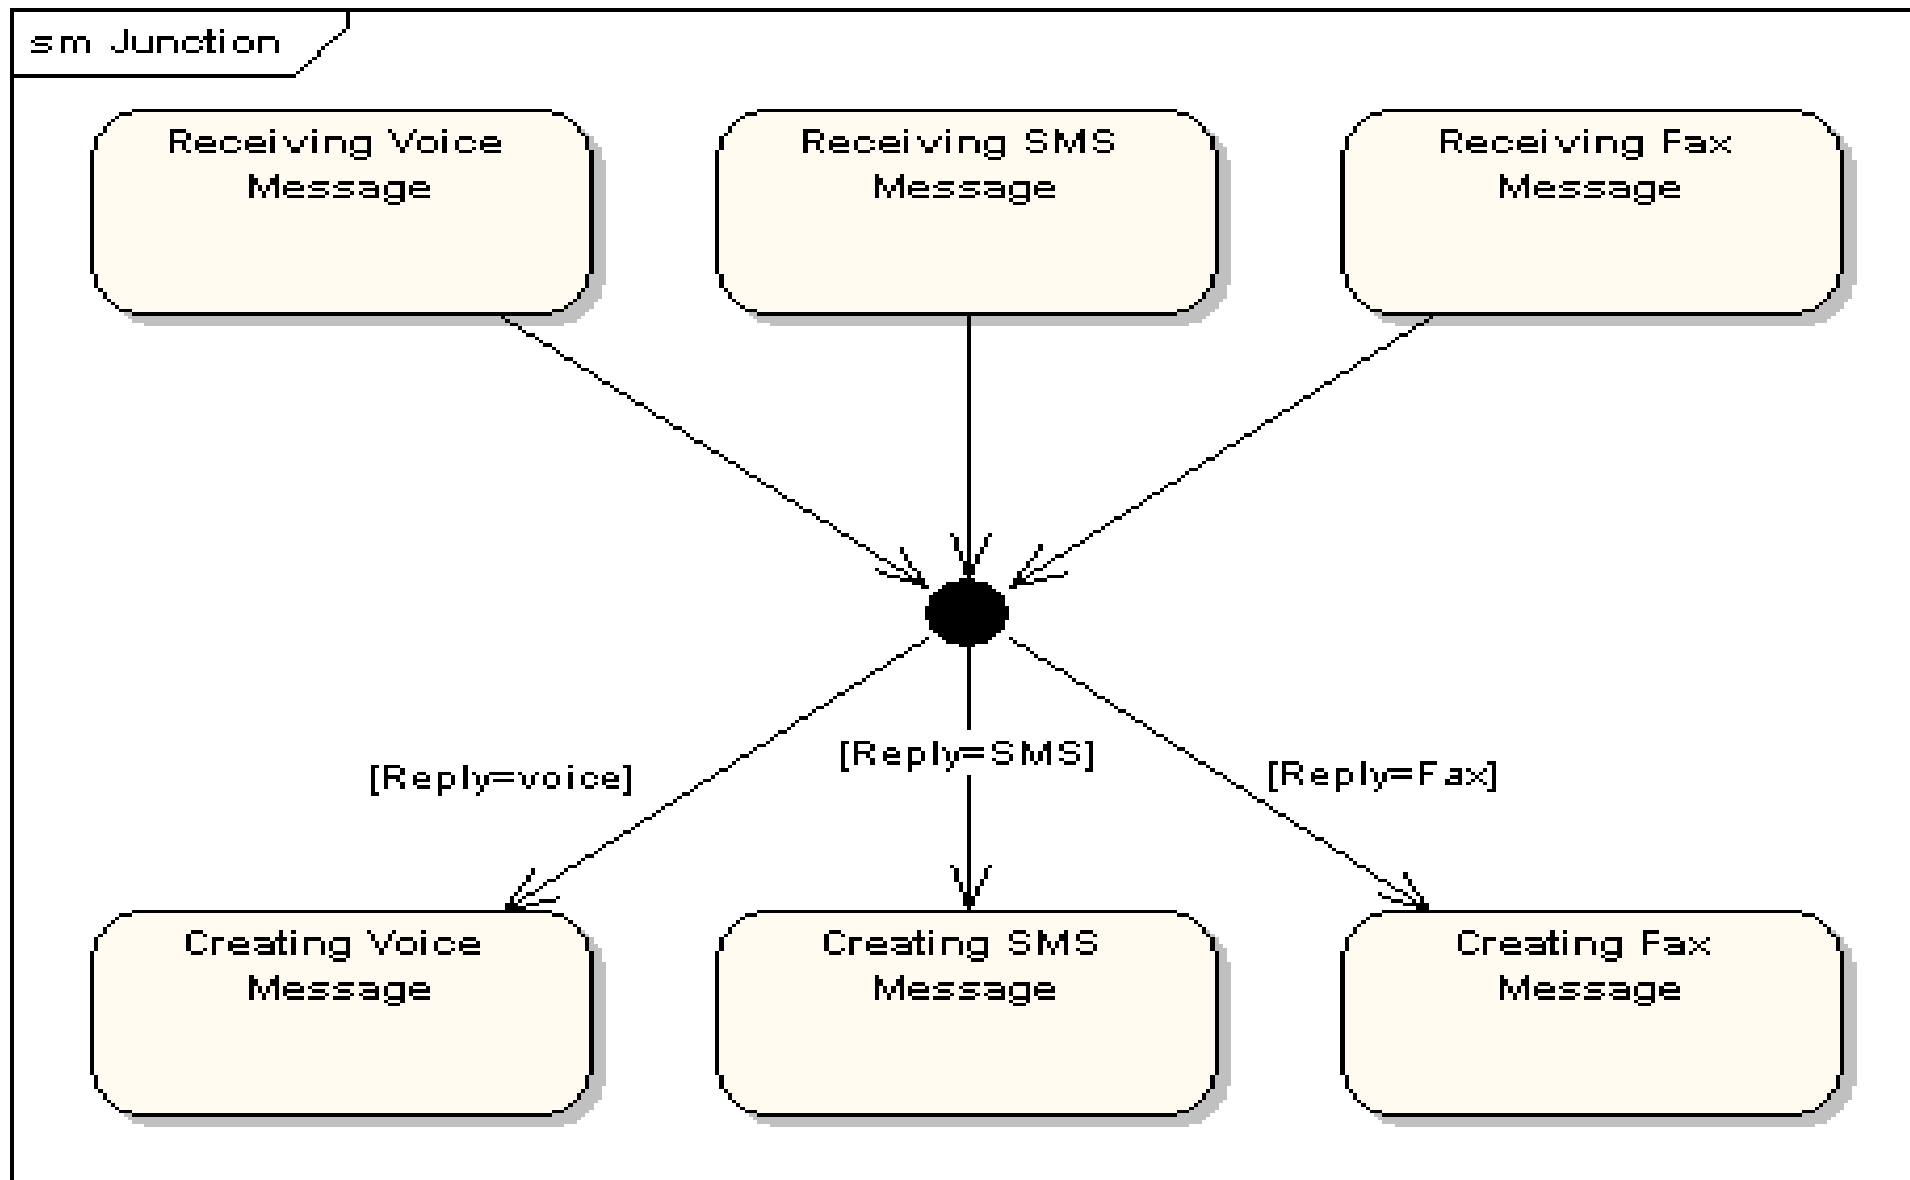 sm Junction
Receiving Voice
Message
Receiving SMS
Message
Receiving Fax
Message
[Reply=voice]
[Reply=SMS]
[Reply=Fax]
Creating Voice
Message
Creating SMS
Message
Creating Fax
Message